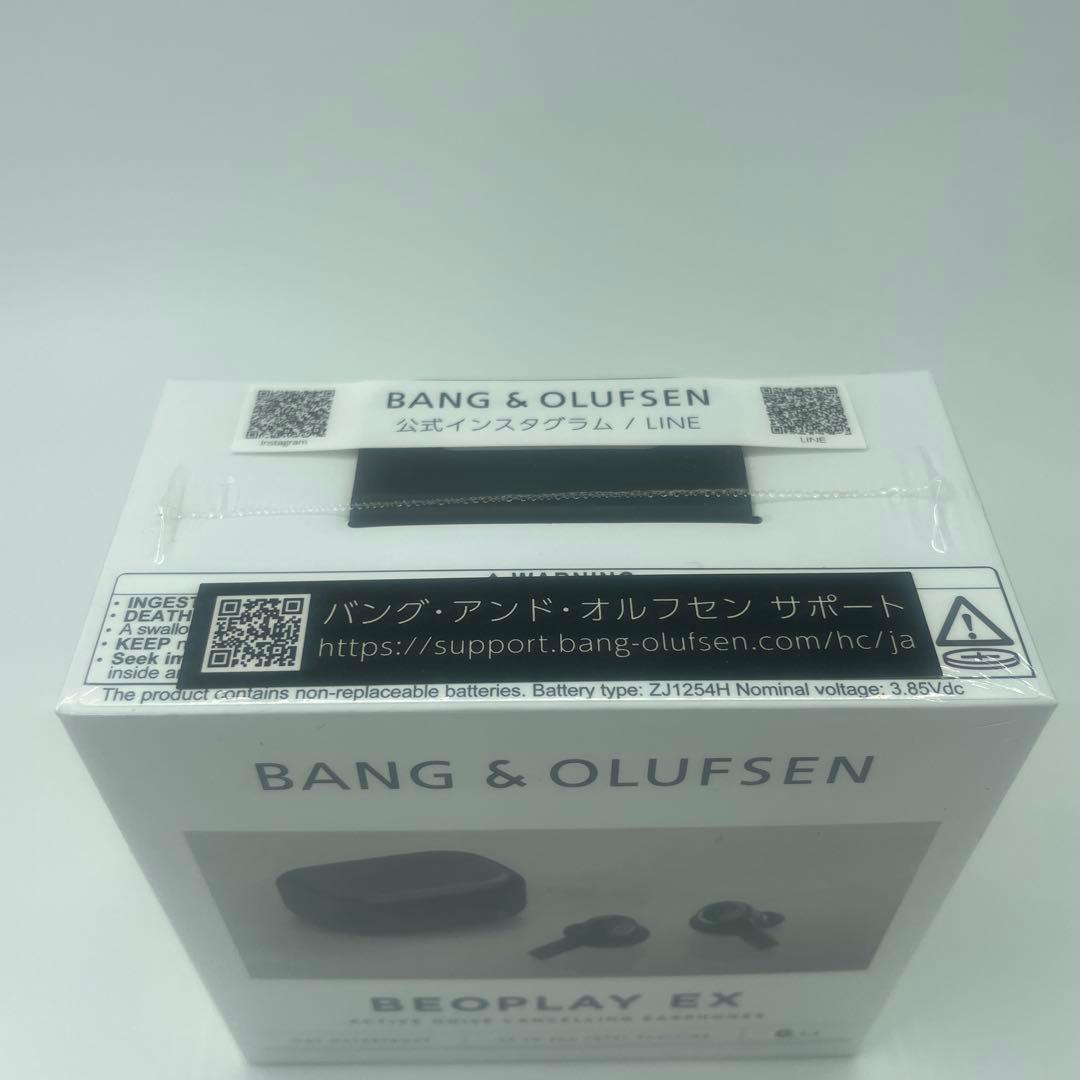 BANG & OLUFSEN
公式インスタグラム / LINE
Instagram
LINE
WARNING
• INGEST
• DEATH
• A swallo
• KEEP
• Seek im
inside
バング・アンド・オルフセン サポート
https://support.bang-olufsen.com/hc/ja
The product contains non-replaceable batteries. Battery type: ZJ1254H Nominal voltage: 3.85Vdc
BANG & OLUFSEN
BEOPLAY EX
ACTIVE NOISE CANCELLING EARPHONES